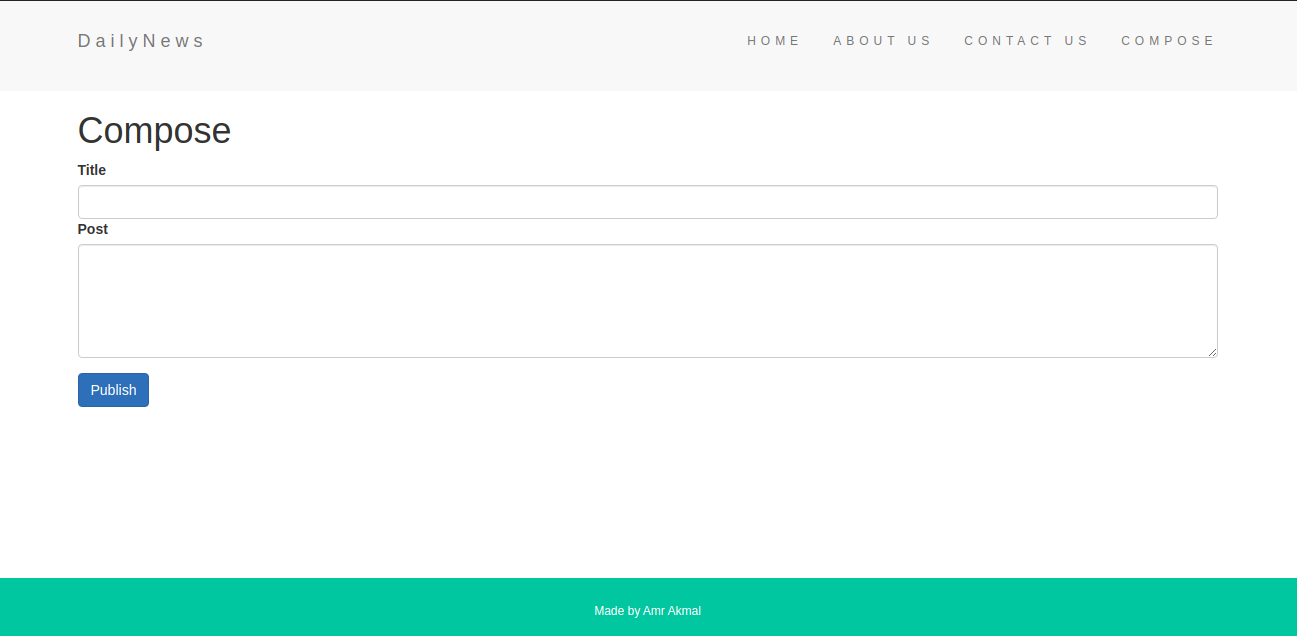 DailyNews
HOME ABOUT US CONTACT US COMPOSE
Compose
Title
Post
Publish
Made by Amr Akmal